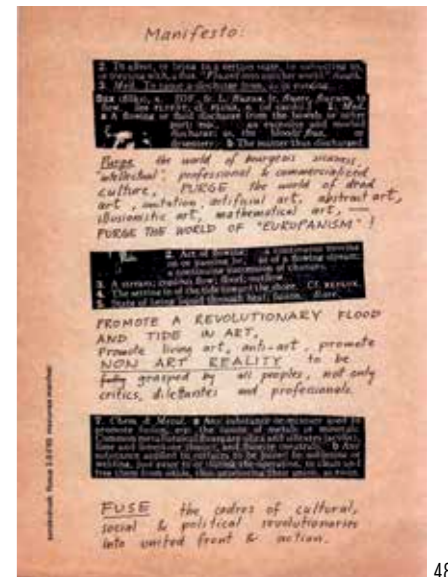 Manifesto:
2. To affect, or bring to a certain state, by subjecting to,
or treating with, a flux. "Fluxed into another world." South.
3. Med. To cause a discharge from, as in purging.
flux (flŭks), n. [OF., fr. L. fluxus, fr. fluere, fluxum, to
flow. See FLUENT; cf. FLUSH, n. (of cards).] 1. Med.
a A flowing or fluid discharge from the bowels or other
part; esp., an excessive and morbid
discharge; as, the bloody flux, or
dysentery. b The matter thus discharged.
Purge the world of bourgeois sickness,
"intellectual", professional & commercialized
culture, PURGE the world of dead
art, imitation, artificial art, abstract art,
illusionistic art, mathematical art, —
PURGE THE WORLD OF "EUROPANISM"!
2. Act of flowing: a continuous moving
on or passing by, as of a flowing stream;
a continuing succession of changes.
3. A stream; copious flow; flood; outflow.
4. The setting in of the tide toward the shore. Cf. REFLUX.
5. State of being liquid through heat; fusion. Rare.
PROMOTE A REVOLUTIONARY FLOOD
AND TIDE IN ART,
Promote living art, anti-art, promote
NON ART REALITY to be
grasped by all peoples, not only
critics, dilettantes and professionals.
7. Chem. & Metal. a Any substance or mixture used to
promote fusion, esp. the fusion of metals or minerals.
Common metallurgical fluxes are silica and silicates (acidic),
lime and limestone (basic), and fluorite (neutral). b Any
substance applied to surfaces to be joined by soldering or
welding, just prior to or during the operation, to clean and
free them from oxide, thus promoting their union, as rosin.
FUSE the cadres of cultural,
social & political revolutionaries
into united front & action.
48